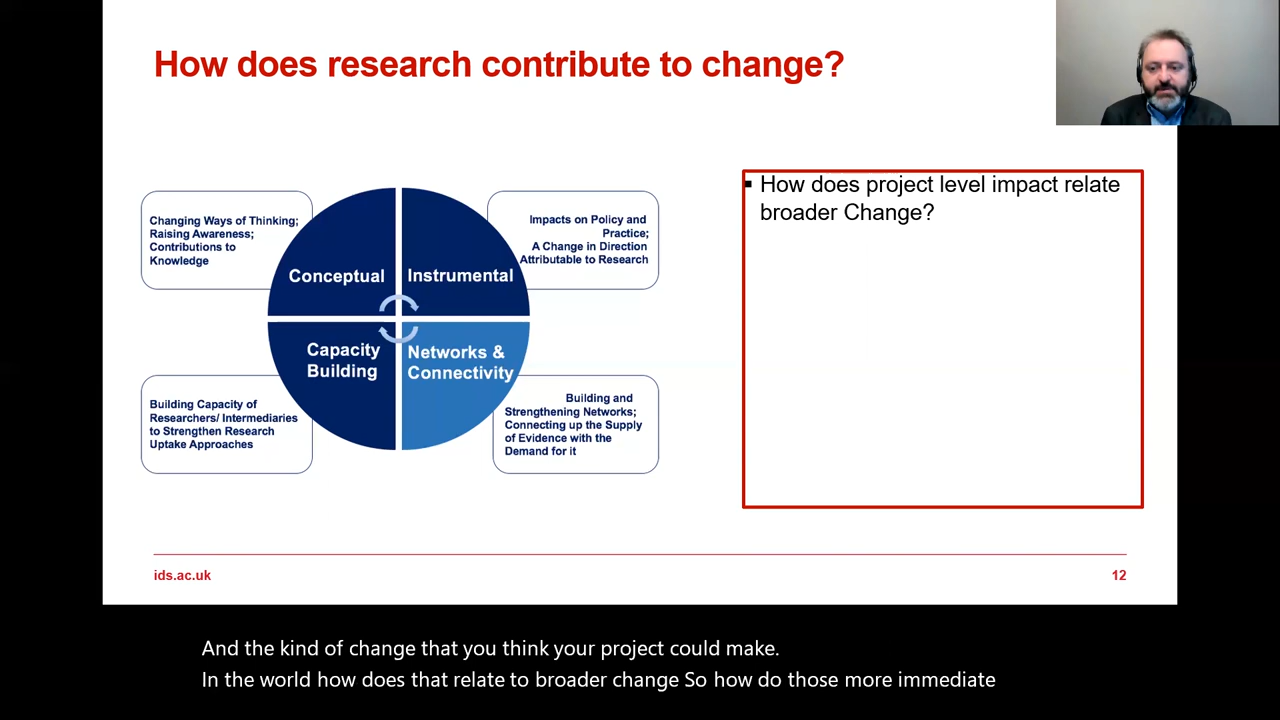 How does research contribute to change?
Changing Ways of Thinking;
Raising Awareness;
Contributions to
Knowledge
Conceptual
Instrumental
Impacts on Policy and
Practice;
A Change in Direction
Attributable to Research
Capacity
Building
Networks &
Connectivity
Building Capacity of
Researchers/ Intermediaries
to Strengthen Research
Uptake Approaches
Building and
Strengthening Networks;
Connecting up the Supply
of Evidence with the
Demand for it
▪ How does project level impact relate
broader Change?
ids.ac.uk
12
And the kind of change that you think your project could make.
In the world how does that relate to broader change So how do those more immediate